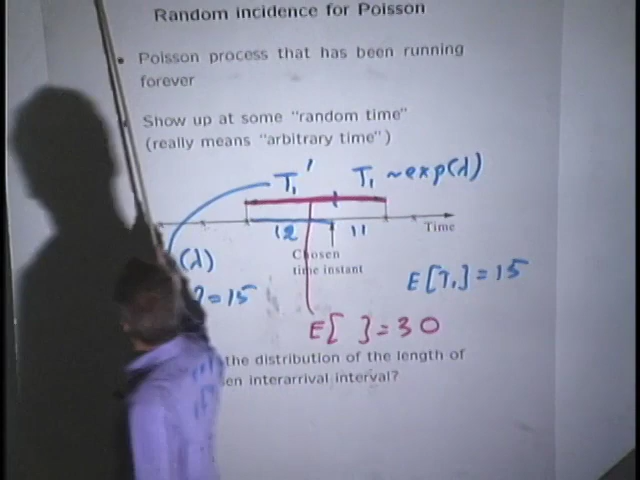 Random incidence for Poisson
Poisson process that has been running
forever
Show up at some "random time"
(really means "arbitrary time")
T₁' T₁ ~exp(λ)
12 11 Time
(λ) Chosen
time instant E[T₁]=15
=15
E[ ]=30
the distribution of the length of
en interarrival interval?